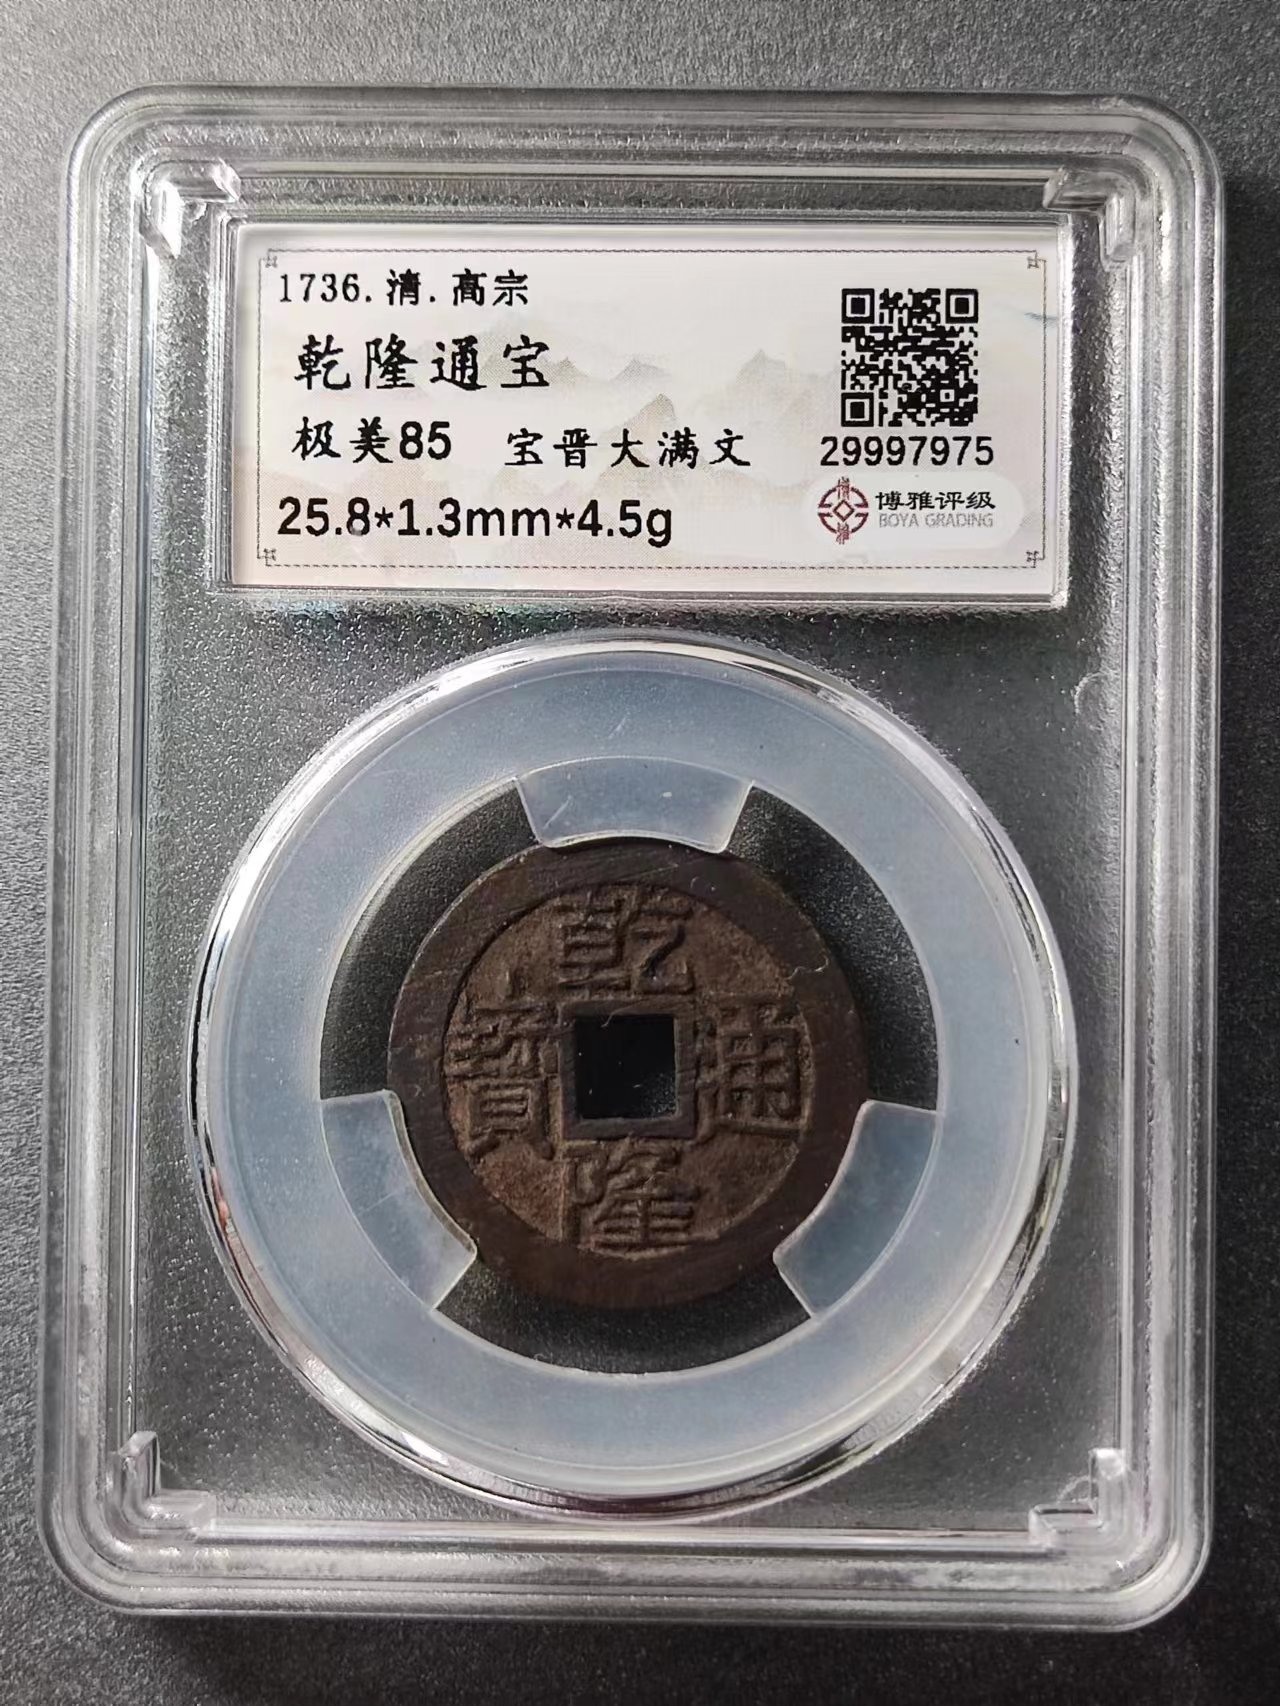 1736.清.高宗
乾隆通宝
极美85 宝晋大满文
25.8*1.3mm*4.5g
29997975
博雅评级
BOYA GRADING
乾隆通寶